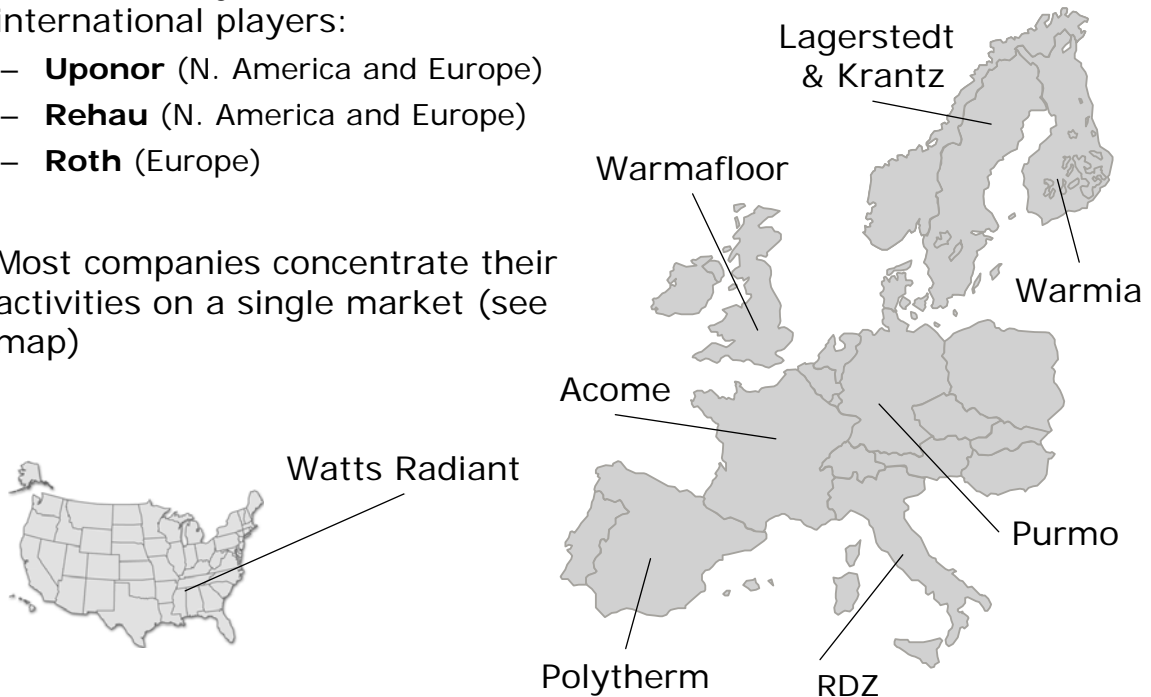 international players:
– Uponor (N. America and Europe)
– Rehau (N. America and Europe)
– Roth (Europe)
Most companies concentrate their
activities on a single market (see
map)
Lagerstedt
& Krantz
Warmafloor
Warmia
Acome
Watts Radiant
Purmo
Polytherm
RDZ